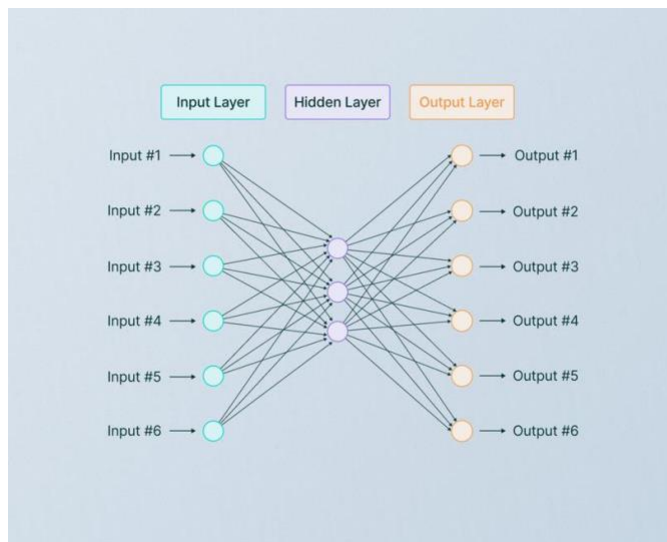 Input Layer Hidden Layer Output Layer
Input #1 Output #1
Input #2 Output #2
Input #3 Output #3
Input #4 Output #4
Input #5 Output #5
Input #6 Output #6